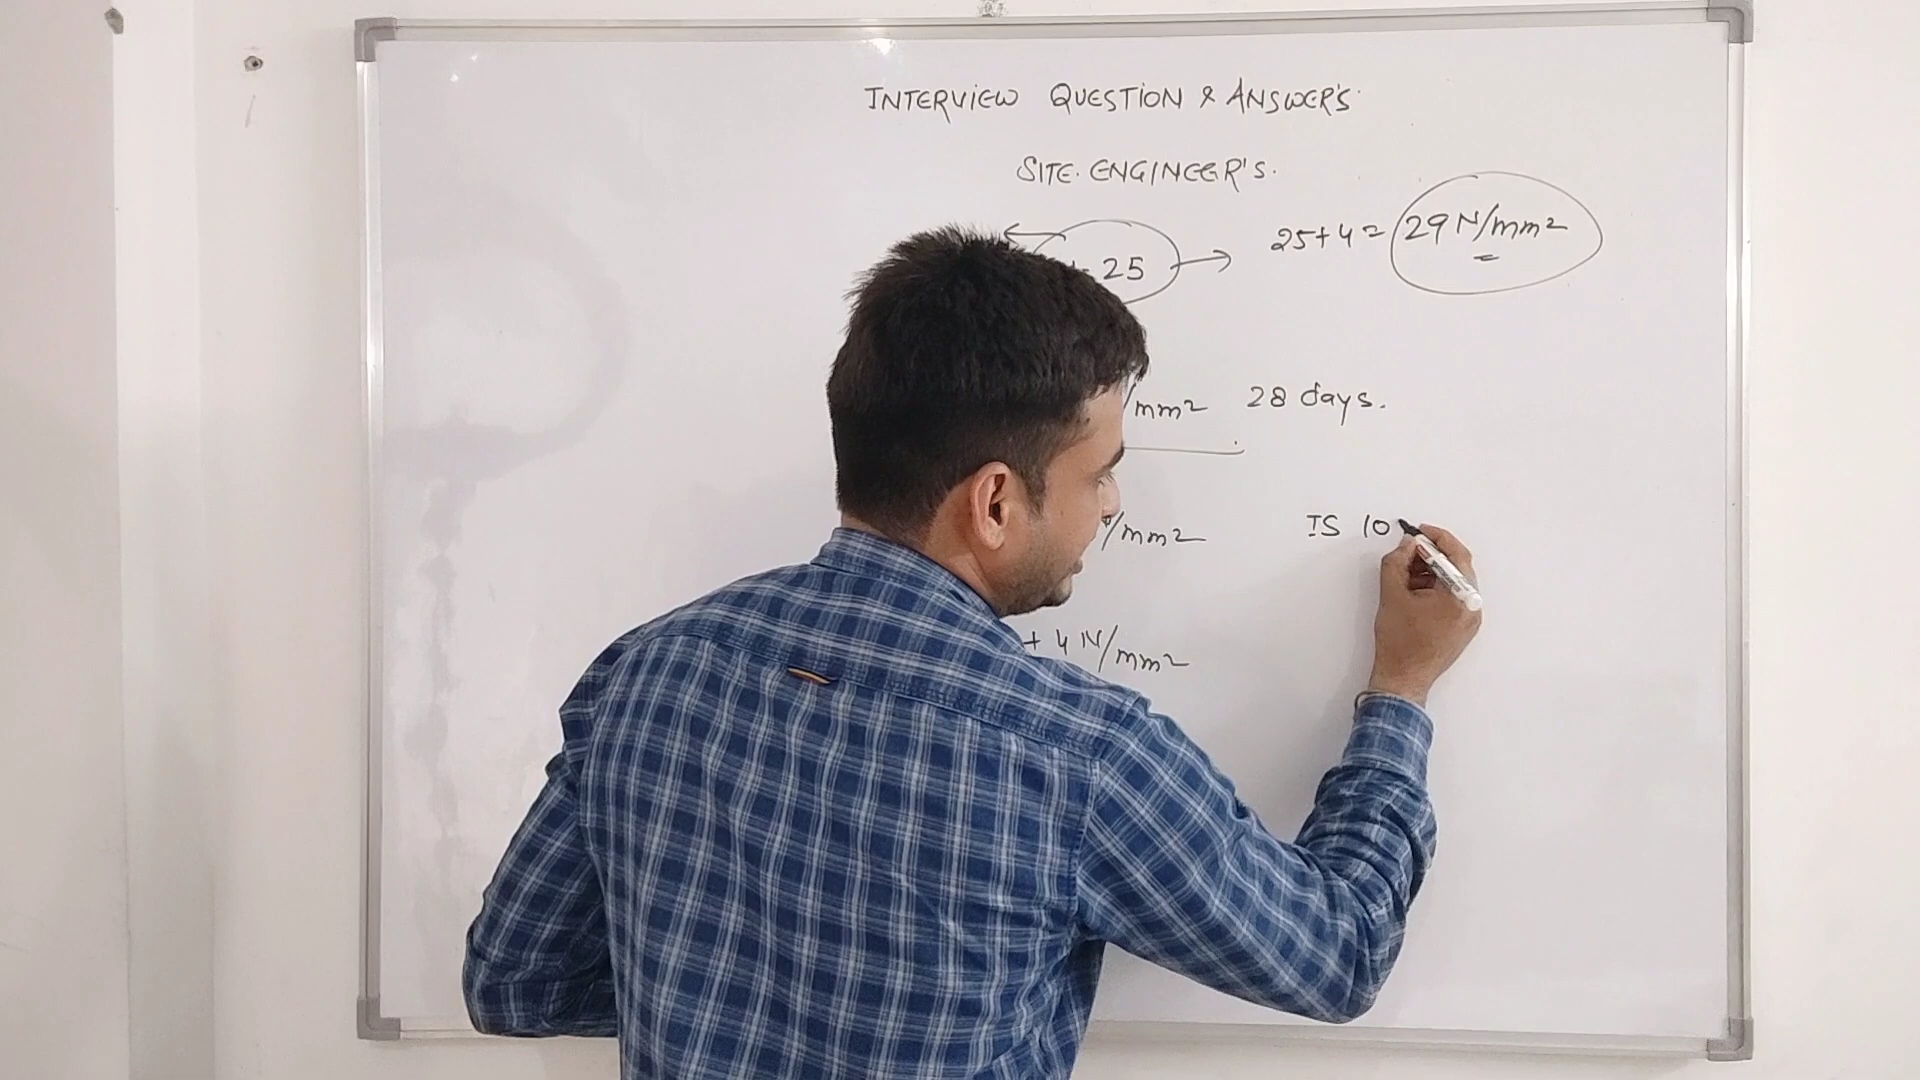 INTERVIEW QUESTION & ANSWER'S
SITE ENGINEER'S.
25 → 25+4 = 29 N/mm²
/mm² 28 days.
/mm² IS 10
+ 4 N/mm²